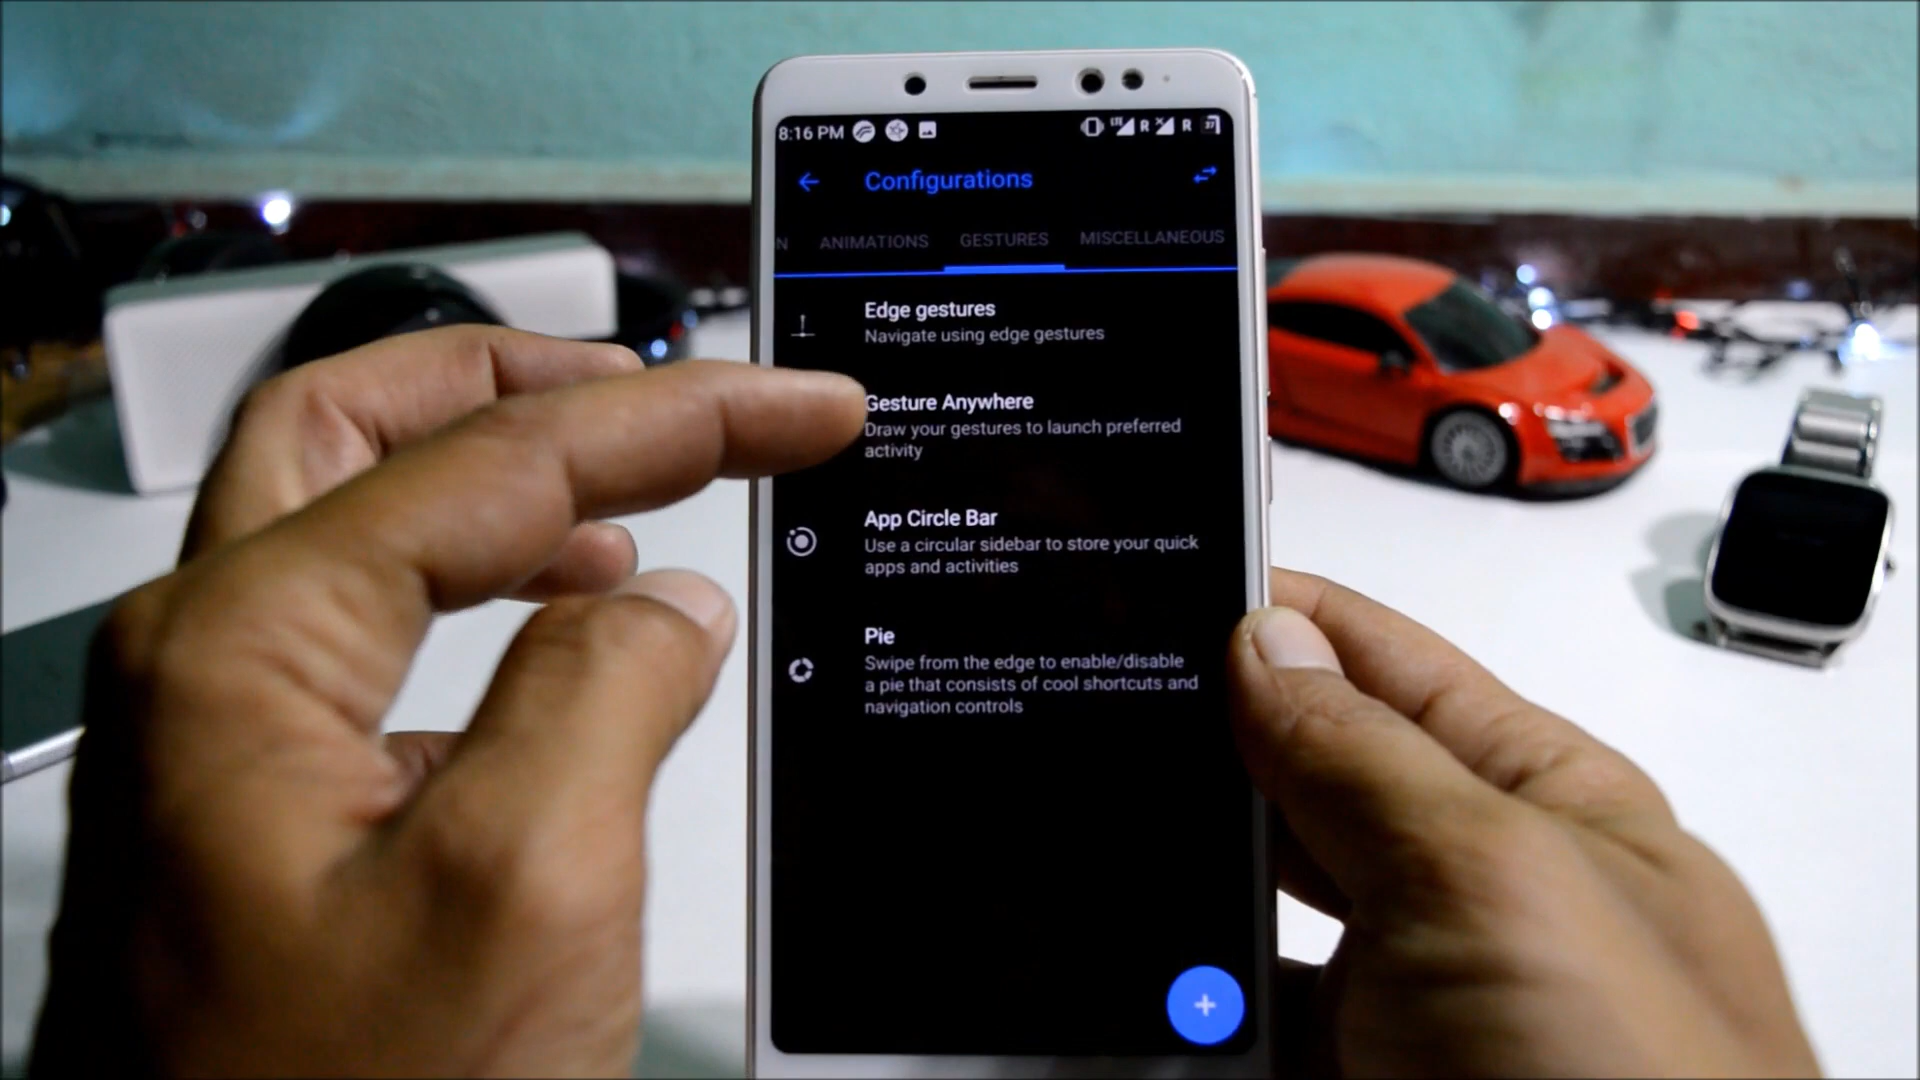 8:16 PM LTE R R 37
Configurations
N ANIMATIONS GESTURES MISCELLANEOUS
Edge gestures
Navigate using edge gestures
Gesture Anywhere
Draw your gestures to launch preferred
activity
App Circle Bar
Use a circular sidebar to store your quick
apps and activities
Pie
Swipe from the edge to enable/disable
a pie that consists of cool shortcuts and
navigation controls